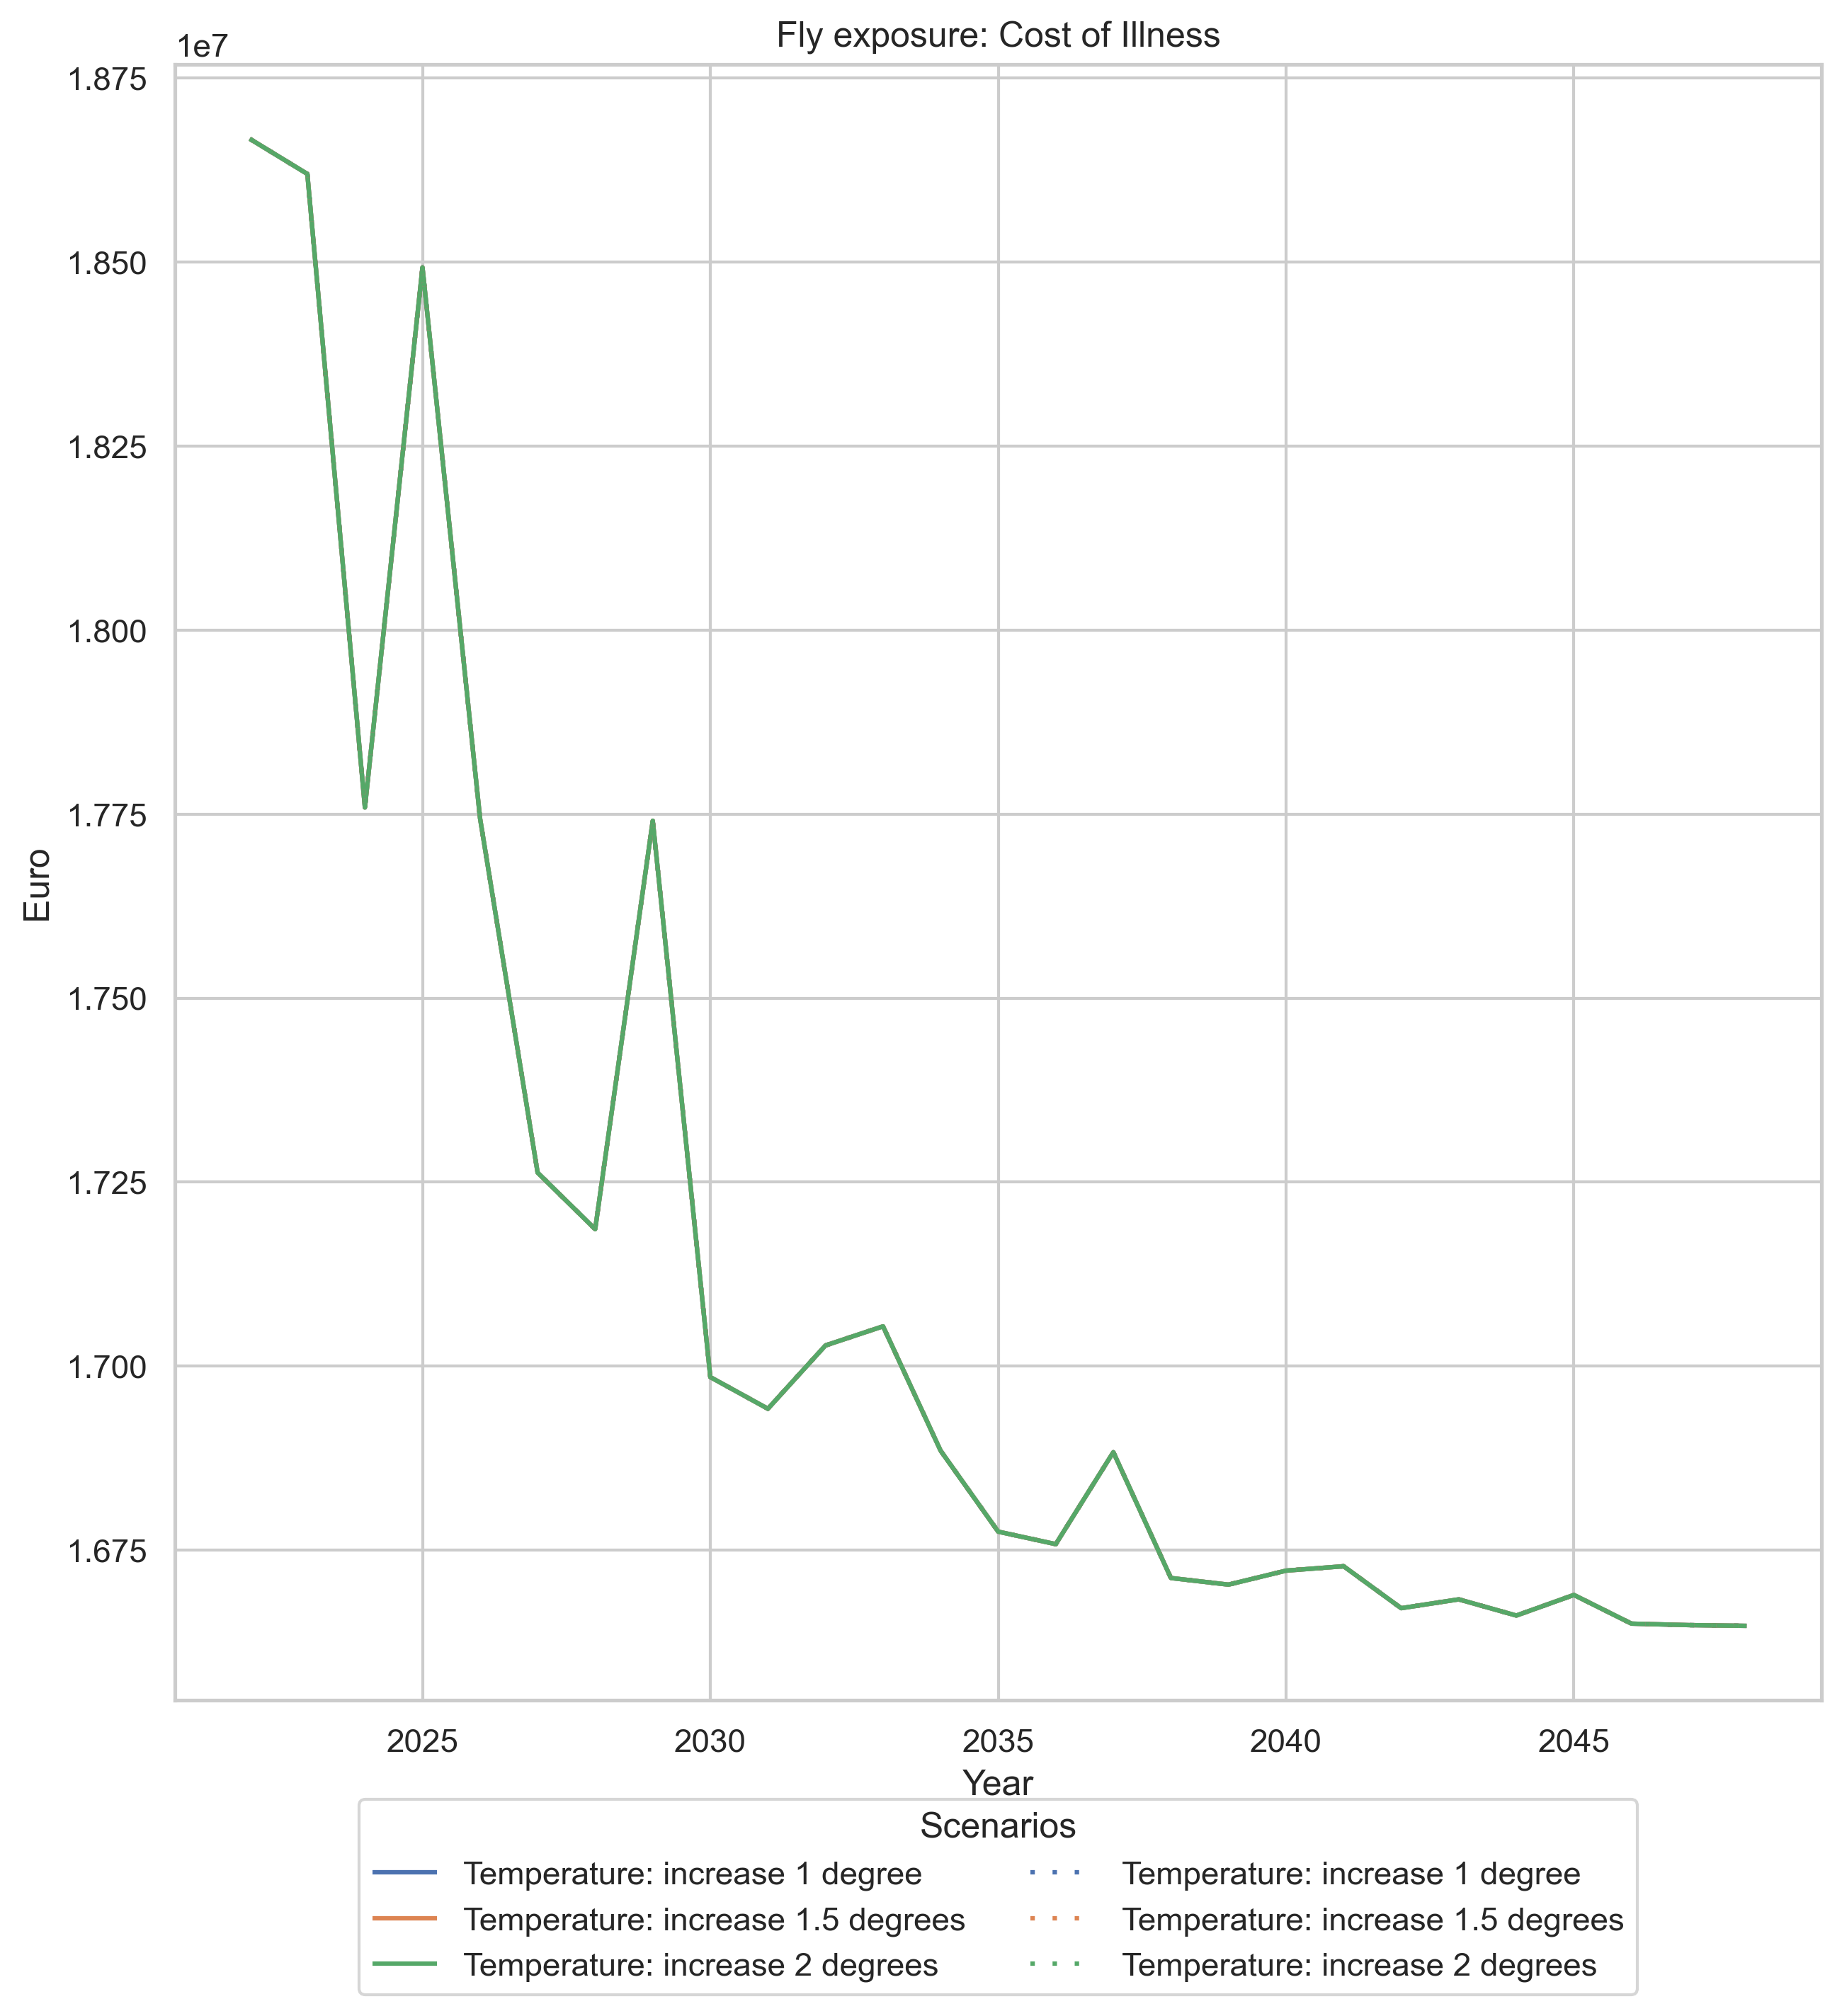 Fly exposure: Cost of Illness
1e7
1.875
1.850
1.825
1.800
1.775
1.750
1.725
1.700
1.675
Euro
2025 2030 2035 2040 2045
Year
Scenarios
Temperature: increase 1 degree
Temperature: increase 1.5 degrees
Temperature: increase 2 degrees
Temperature: increase 1 degree
Temperature: increase 1.5 degrees
Temperature: increase 2 degrees